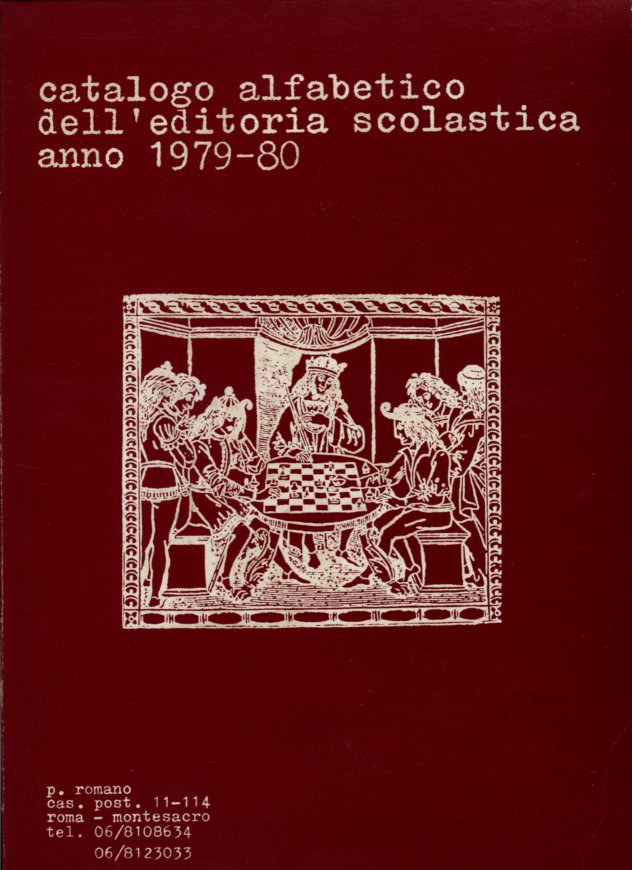 catalogo alfabetico
dell'editoria scolastica
anno 1979-80
p. romano
cas. post. 11-114
roma - montesacro
tel. 06/8108634
06/8123033